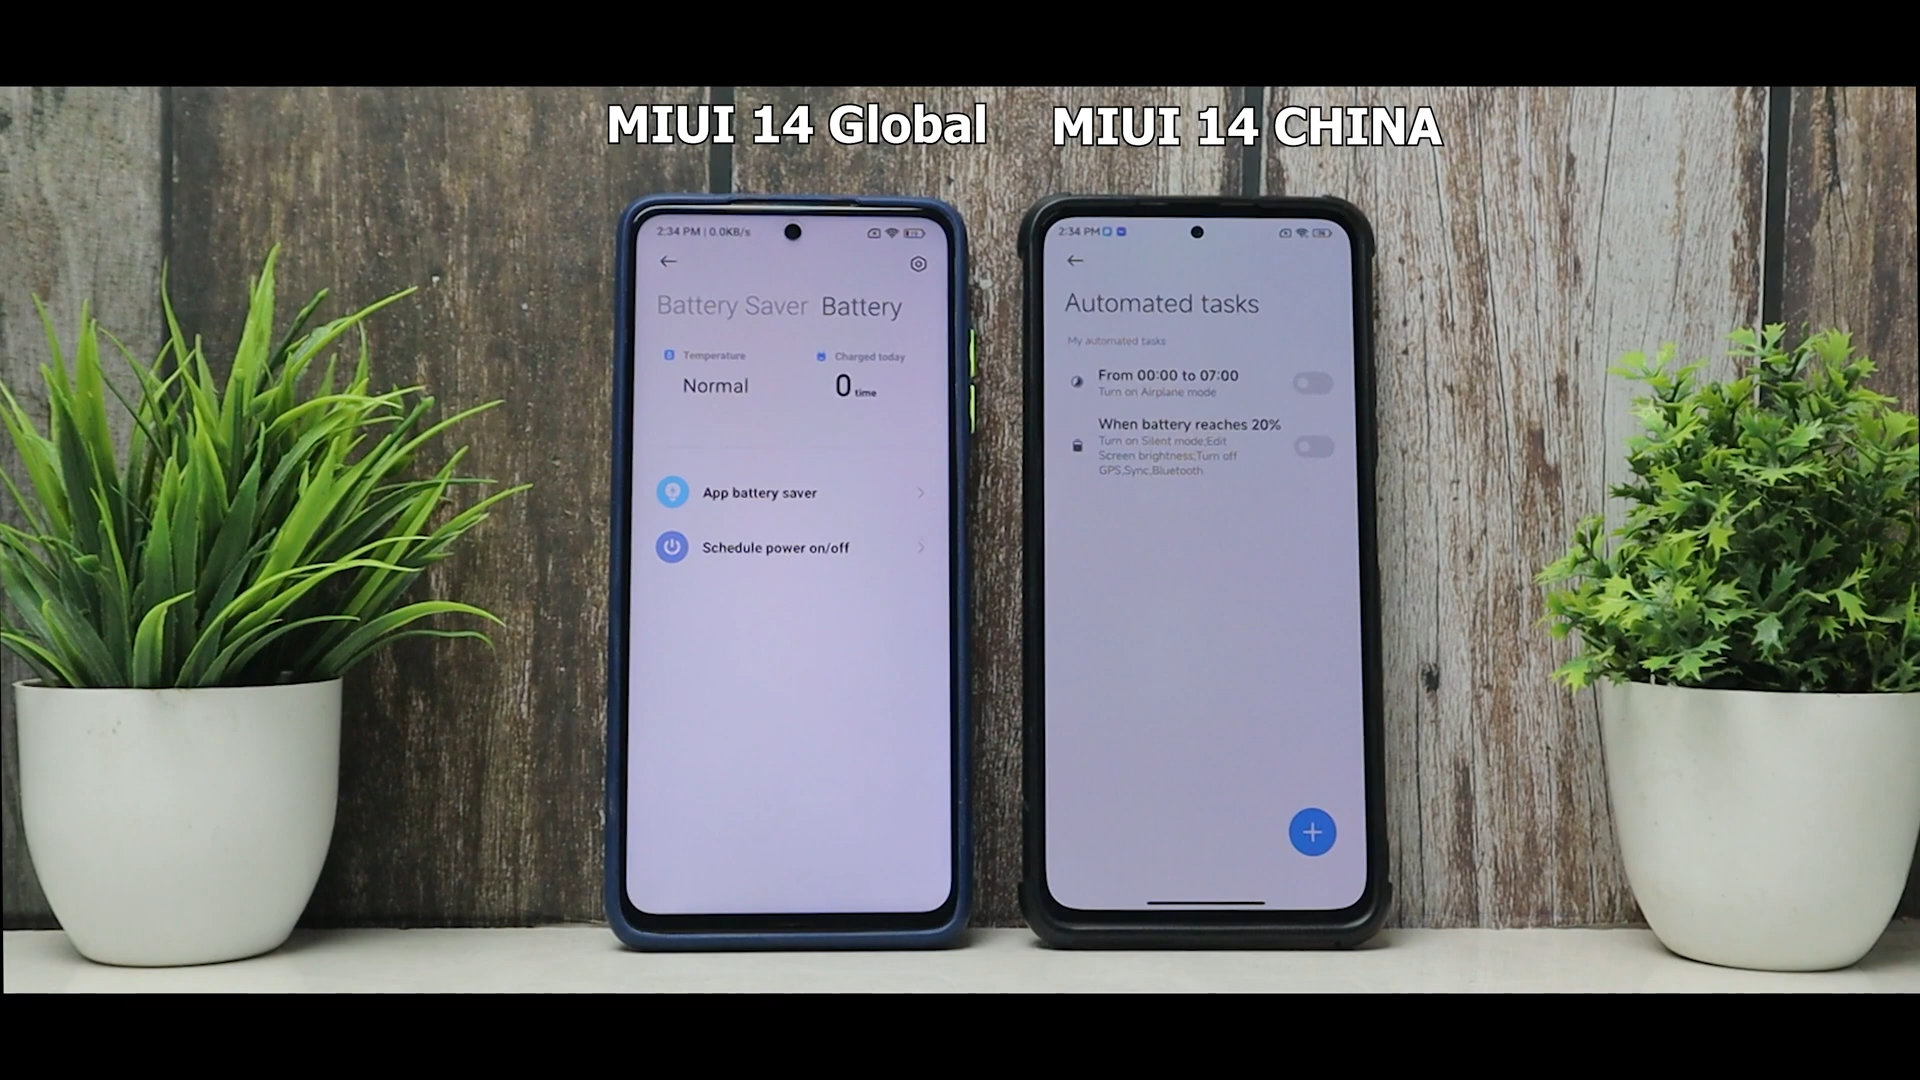 MIUI 14 Global
MIUI 14 CHINA
2:34 PM | 0.0KB/s
Battery Saver Battery
Temperature
Charged today
Normal
0 time
App battery saver
Schedule power on/off
2:34 PM
Automated tasks
My automated tasks
From 00:00 to 07:00
Turn on Airplane mode
When battery reaches 20%
Turn on Silent mode;Edit
Screen brightness;Turn off
GPS,Sync,Bluetooth